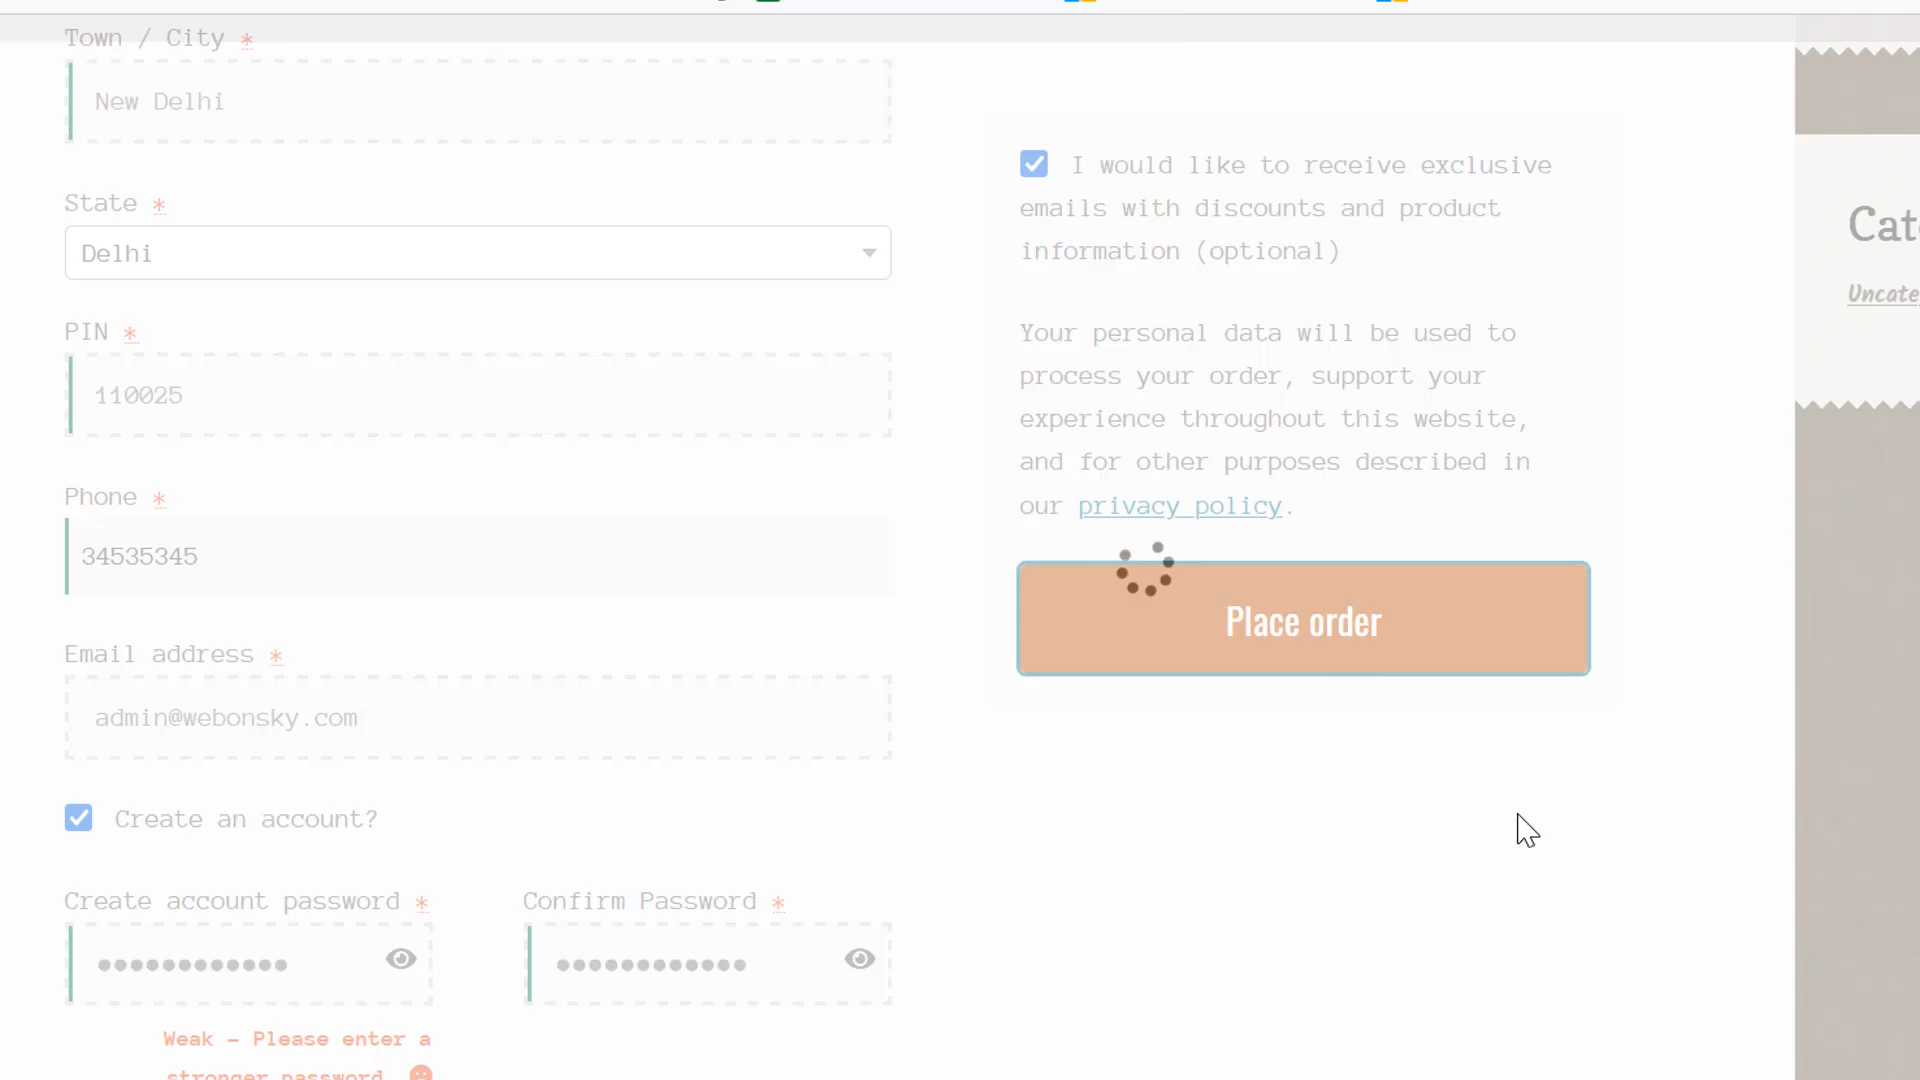 Town / City *
New Delhi
State *
Delhi
PIN *
110025
Phone *
34535345
Email address *
admin@webonsky.com
Create an account?
Create account password *
Confirm Password *
Weak - Please enter a
stronger password.
I would like to receive exclusive
emails with discounts and product
information (optional)
Your personal data will be used to
process your order, support your
experience throughout this website,
and for other purposes described in
our privacy policy.
Place order